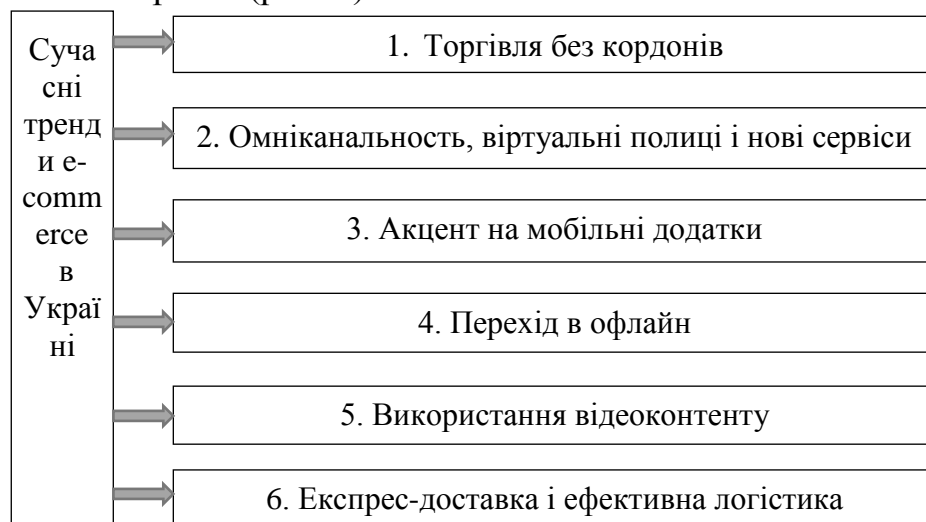 Суча
сні
тренд
и е-
comm
erce
в
Украї
ні
1. Торгівля без кордонів
2. Омніканальность, віртуальні полиці і нові сервіси
3. Акцент на мобільні додатки
4. Перехід в офлайн
5. Використання відеоконтенту
6. Експрес-доставка і ефективна логістика